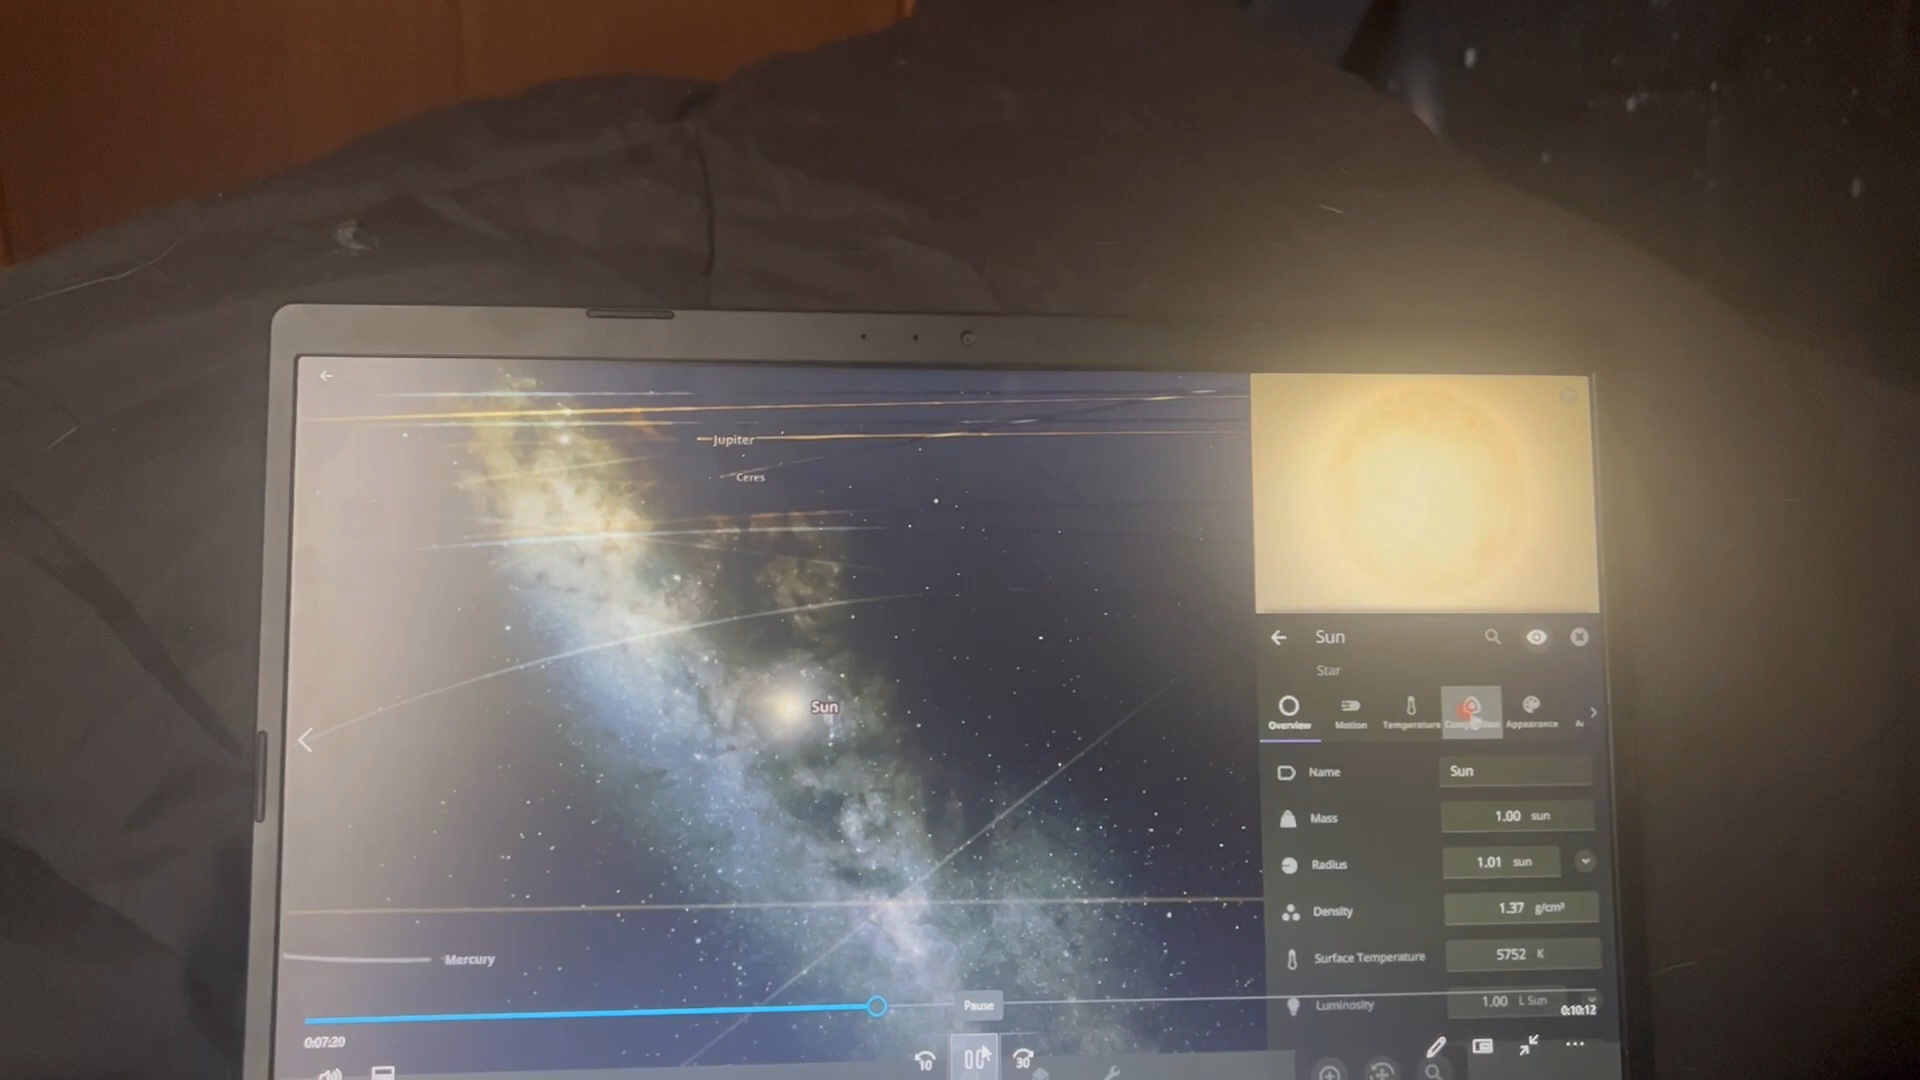 Jupiter
Ceres
Sun
Mercury
Sun
Star
Overview
Motion
Temperature
Composition
Appearance
Name
Sun
Mass
1.00 sun
Radius
1.01 sun
Density
1.37 g/cm³
Surface Temperature
5752 K
Luminosity
1.00 L Sun
Pause
0:07:20
0:10:12
10
30